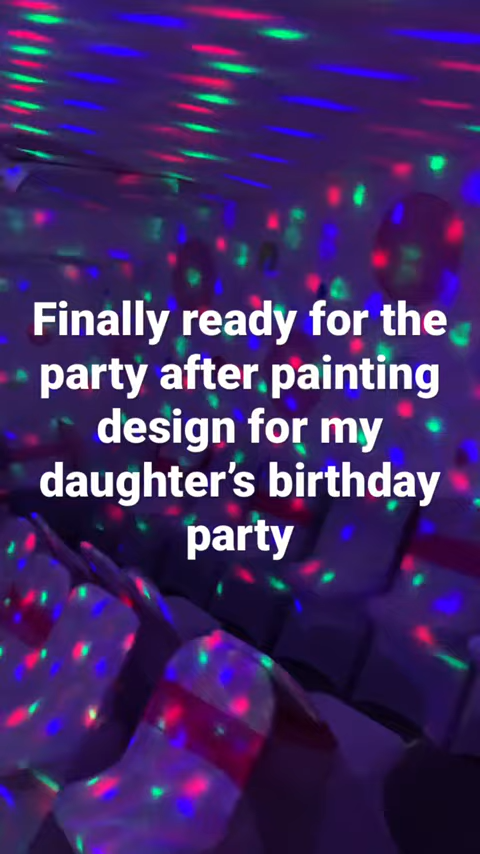 Finally ready for the
party after painting
design for my
daughter’s birthday
party